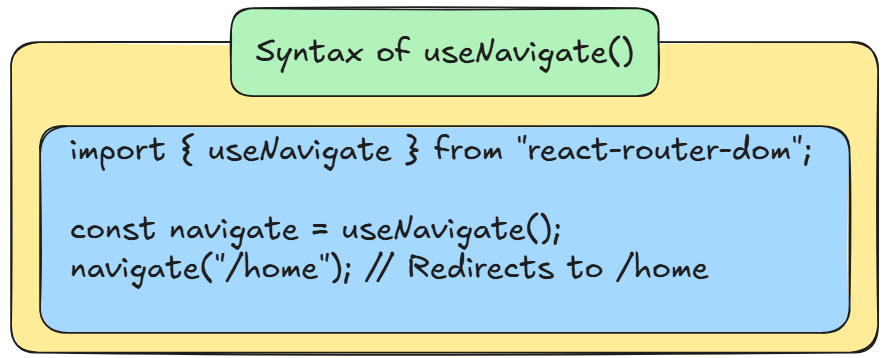 Syntax of useNavigate()
import { useNavigate } from "react-router-dom";
const navigate = useNavigate();
navigate("/home"); // Redirects to /home